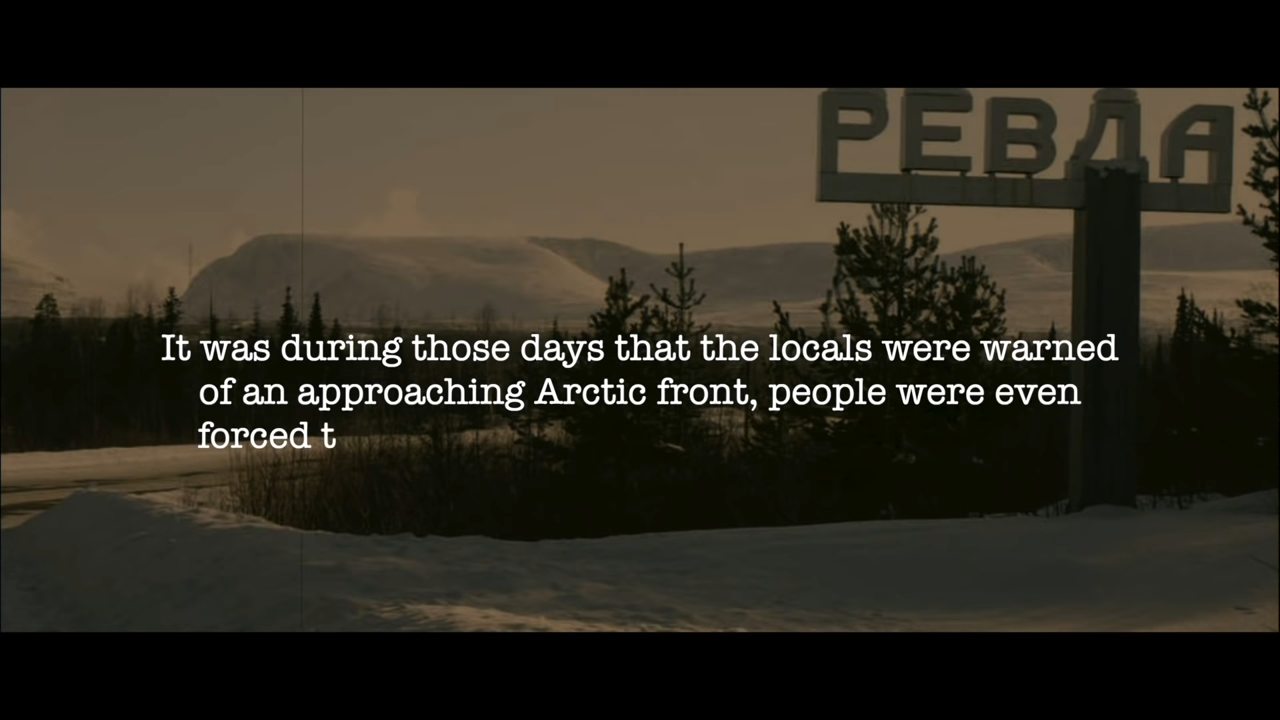 РЕВДА
It was during those days that the locals were warned
of an approaching Arctic front, people were even
forced t